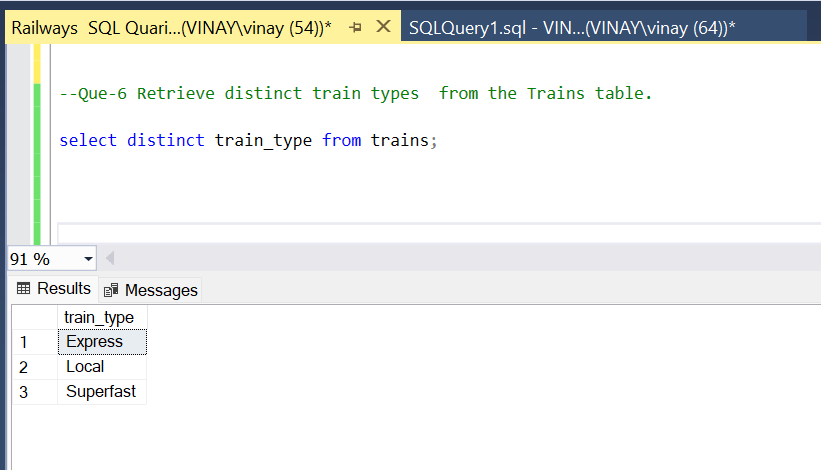 Railways SQL Quari...(VINAY\vinay (54))* SQLQuery1.sql - VIN...(VINAY\vinay (64))*
--Que-6 Retrieve distinct train types  from the Trains table.
select distinct train_type from trains;
91 %
Results Messages
train_type
1 Express
2 Local
3 Superfast